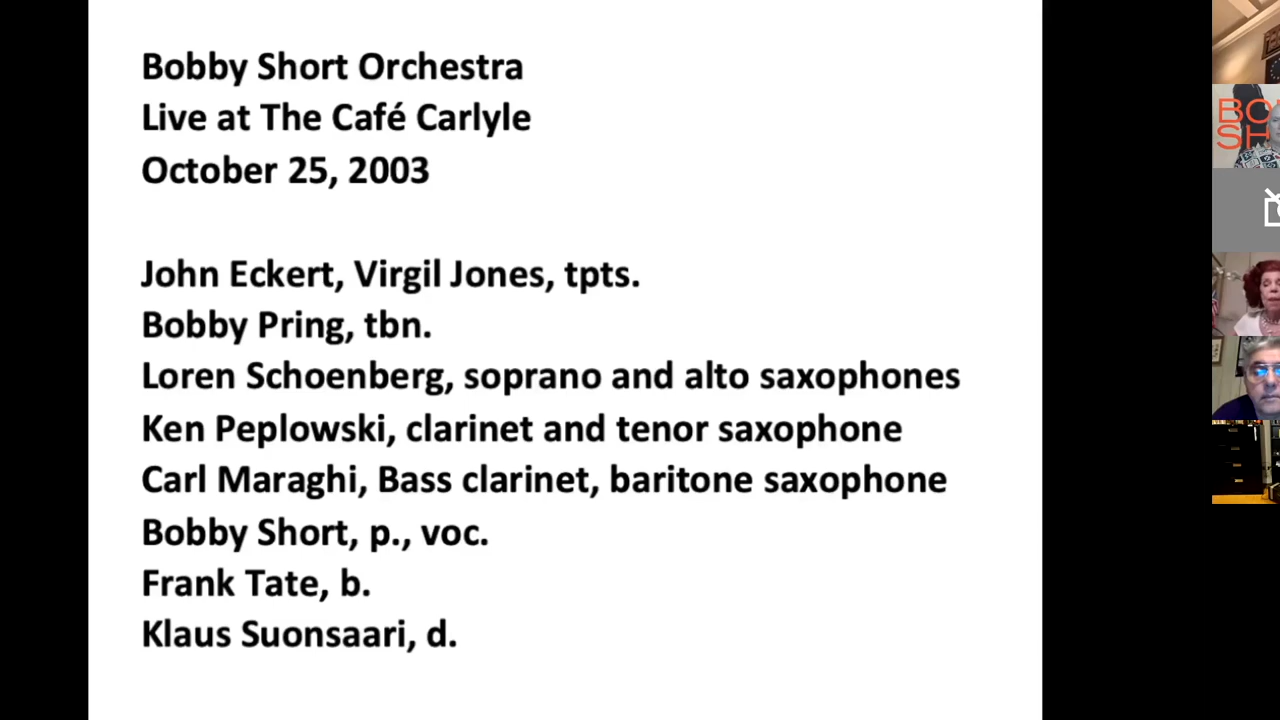 Bobby Short Orchestra
Live at The Café Carlyle
October 25, 2003
John Eckert, Virgil Jones, tpts.
Bobby Pring, tbn.
Loren Schoenberg, soprano and alto saxophones
Ken Peplowski, clarinet and tenor saxophone
Carl Maraghi, Bass clarinet, baritone saxophone
Bobby Short, p., voc.
Frank Tate, b.
Klaus Suonsaari, d.